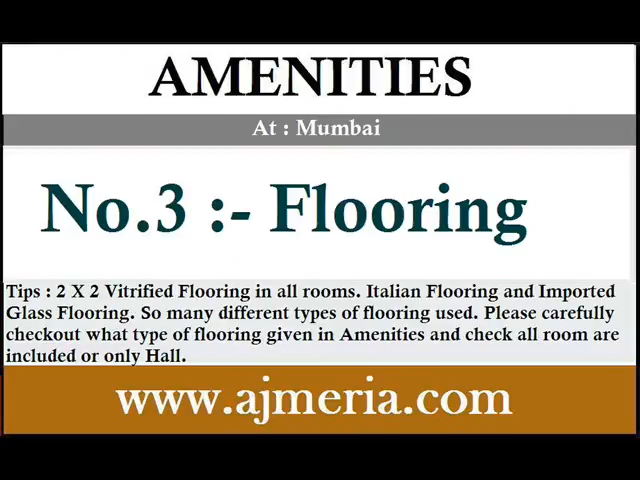 AMENITIES
At : Mumbai
No.3 :- Flooring
Tips : 2 X 2 Vitrified Flooring in all rooms. Italian Flooring and Imported
Glass Flooring. So many different types of flooring used. Please carefully
checkout what type of flooring given in Amenities and check all room are
included or only Hall.
www.ajmeria.com